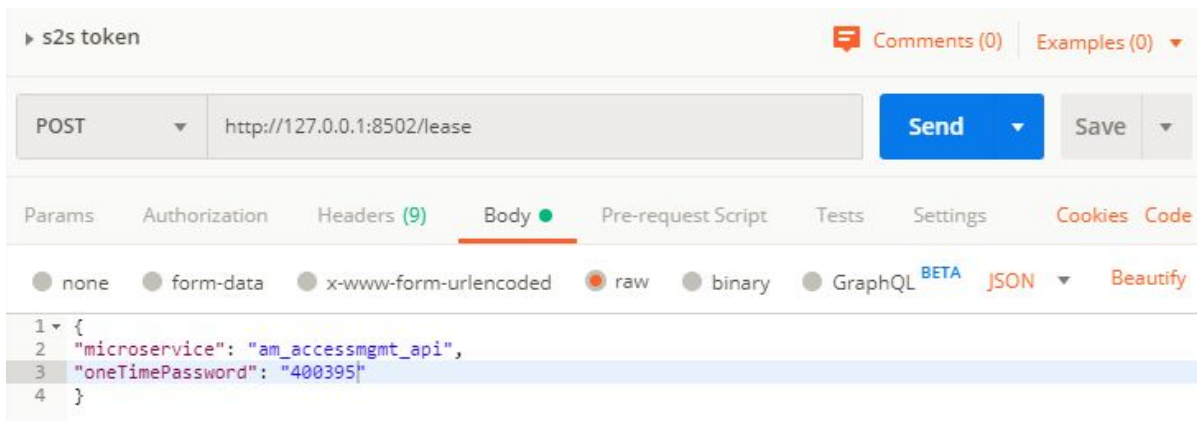 s2s token Comments (0) Examples (0)
POST http://127.0.0.1:8502/lease Send Save
Params Authorization Headers (9) Body Pre-request Script Tests Settings Cookies Code
none form-data x-www-form-urlencoded raw binary GraphQL BETA JSON Beautify
1 {
2 "microservice": "am_accessmgmt_api",
3 "oneTimePassword": "400395"
4 }